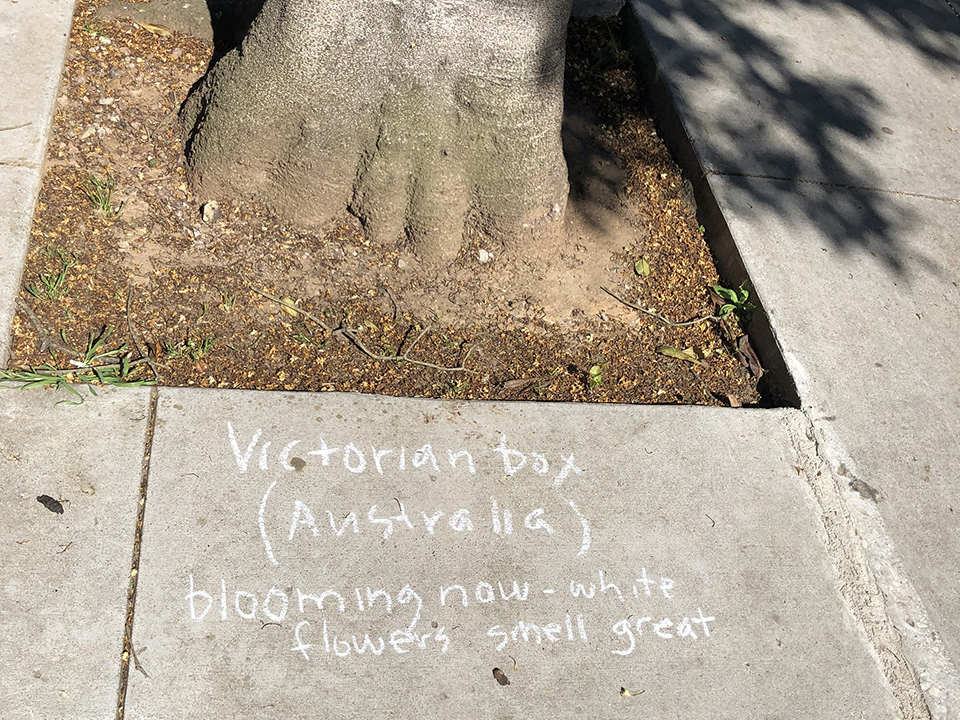 Victorian box
(Australia)
blooming now - white
flowers smell great